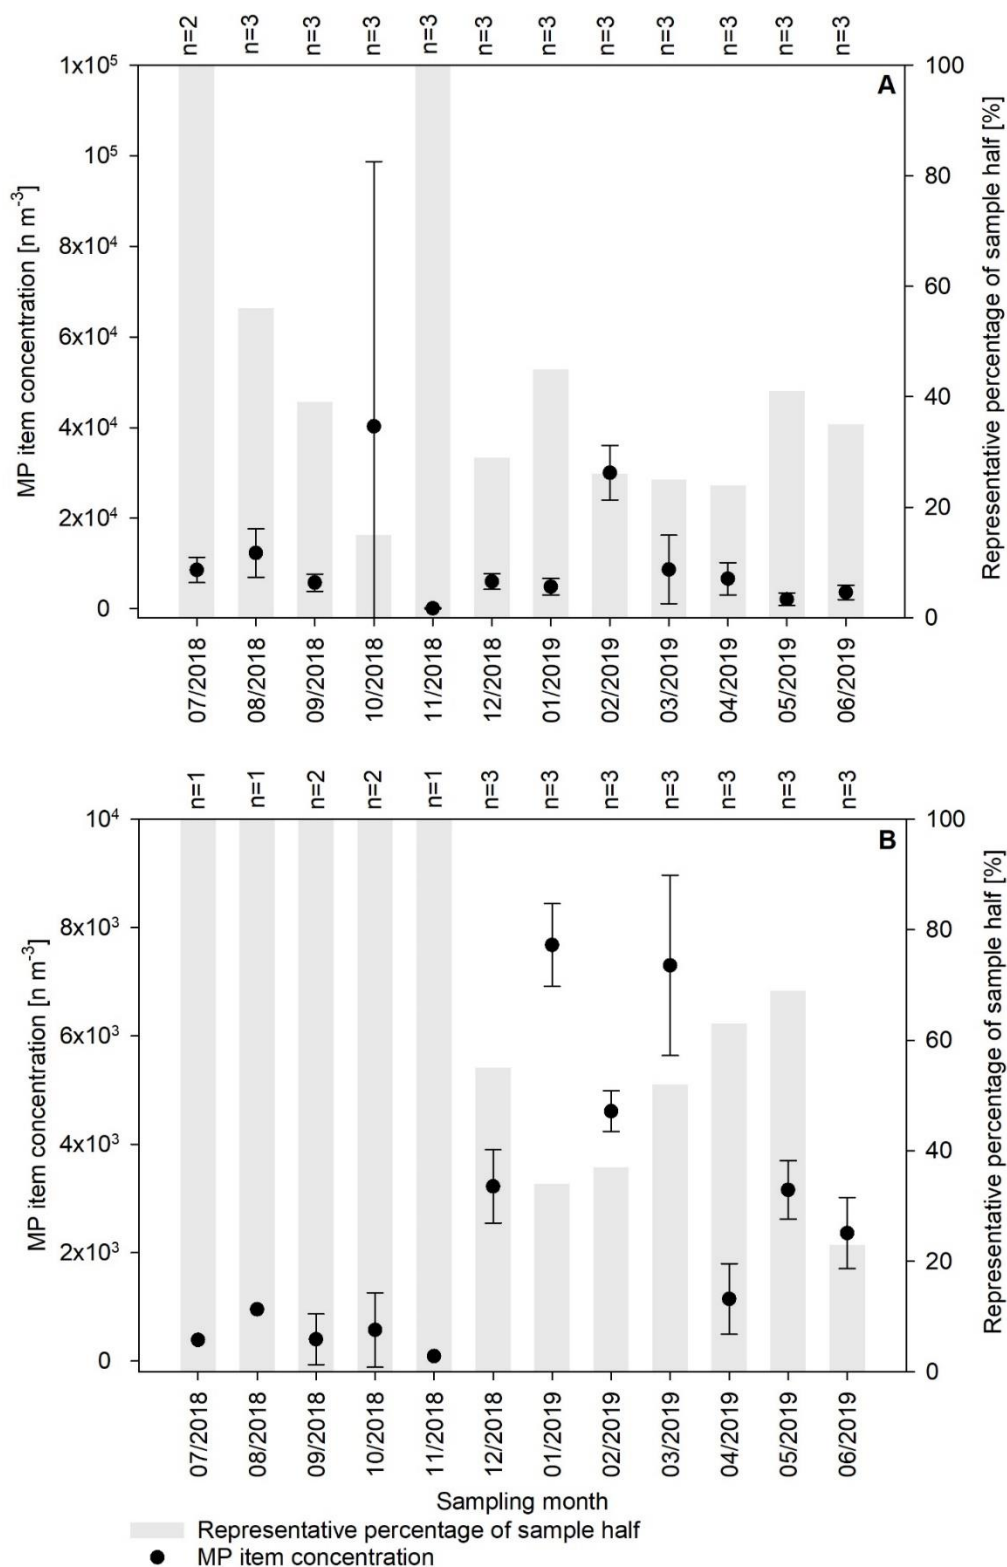 n=2 n=3 n=3 n=3 n=3 n=3 n=3 n=3 n=3 n=3 n=3 n=3
A
MP item concentration [n m⁻³]
1x10⁵
10⁵
8x10⁴
6x10⁴
4x10⁴
2x10⁴
0
100
80
60
40
20
0
Representative percentage of sample half [%]
07/2018 08/2018 09/2018 10/2018 11/2018 12/2018 01/2019 02/2019 03/2019 04/2019 05/2019 06/2019
n=1 n=1 n=2 n=2 n=1 n=3 n=3 n=3 n=3 n=3 n=3 n=3
B
MP item concentration [n m⁻³]
10⁴
8x10³
6x10³
4x10³
2x10³
0
100
80
60
40
20
0
Representative percentage of sample half [%]
07/2018 08/2018 09/2018 10/2018 11/2018 12/2018 01/2019 02/2019 03/2019 04/2019 05/2019 06/2019
Sampling month
Representative percentage of sample half
MP item concentration